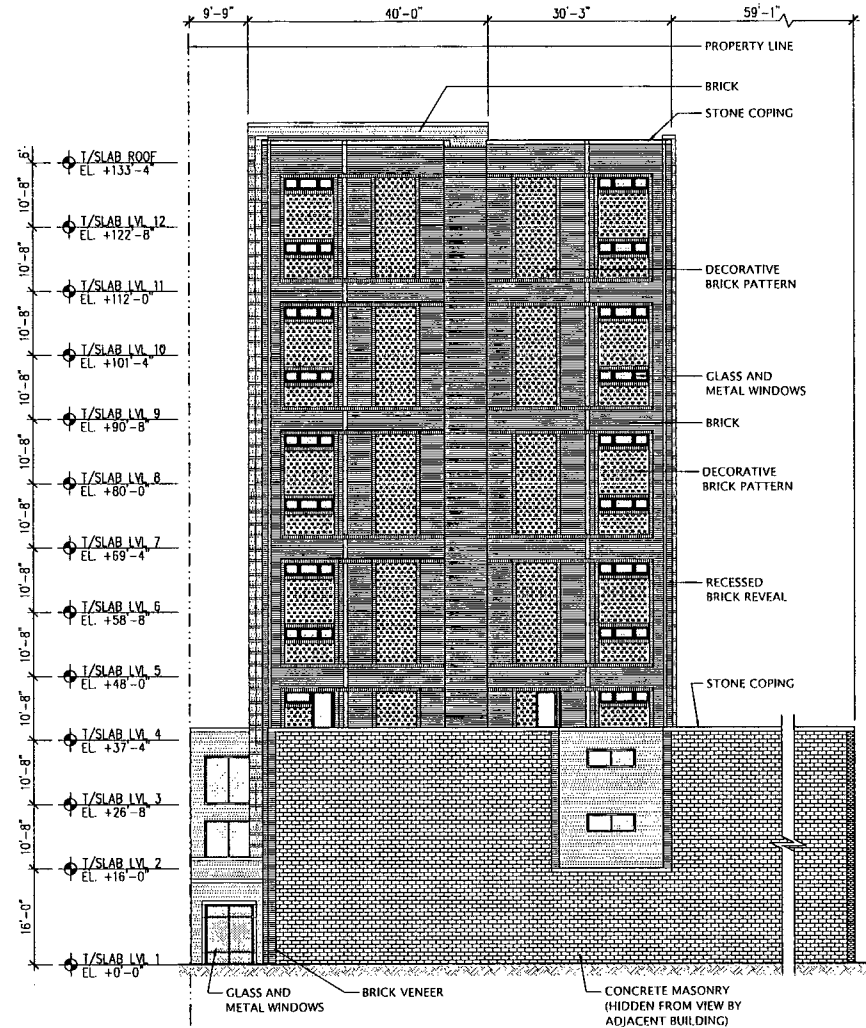 9'-9"
40'-0"
30'-3"
59'-1"
PROPERTY LINE
BRICK
STONE COPING
6'
T/SLAB ROOF
EL. +133'-4"
10'-8"
T/SLAB LVL 12
EL. +122'-8"
10'-8"
T/SLAB LVL 11
EL. +112'-0"
DECORATIVE
BRICK PATTERN
10'-8"
T/SLAB LVL 10
EL. +101'-4"
GLASS AND
METAL WINDOWS
10'-8"
T/SLAB LVL 9
EL. +90'-8"
BRICK
10'-8"
T/SLAB LVL 8
EL. +80'-0"
DECORATIVE
BRICK PATTERN
10'-8"
T/SLAB LVL 7
EL. +69'-4"
10'-8"
T/SLAB LVL 6
EL. +58'-8"
RECESSED
BRICK REVEAL
10'-8"
T/SLAB LVL 5
EL. +48'-0"
STONE COPING
10'-8"
T/SLAB LVL 4
EL. +37'-4"
10'-8"
T/SLAB LVL 3
EL. +26'-8"
10'-8"
T/SLAB LVL 2
EL. +16'-0"
16'-0"
T/SLAB LVL 1
EL. +0'-0"
GLASS AND
METAL WINDOWS
BRICK VENEER
CONCRETE MASONRY
(HIDDEN FROM VIEW BY
ADJACENT BUILDING)